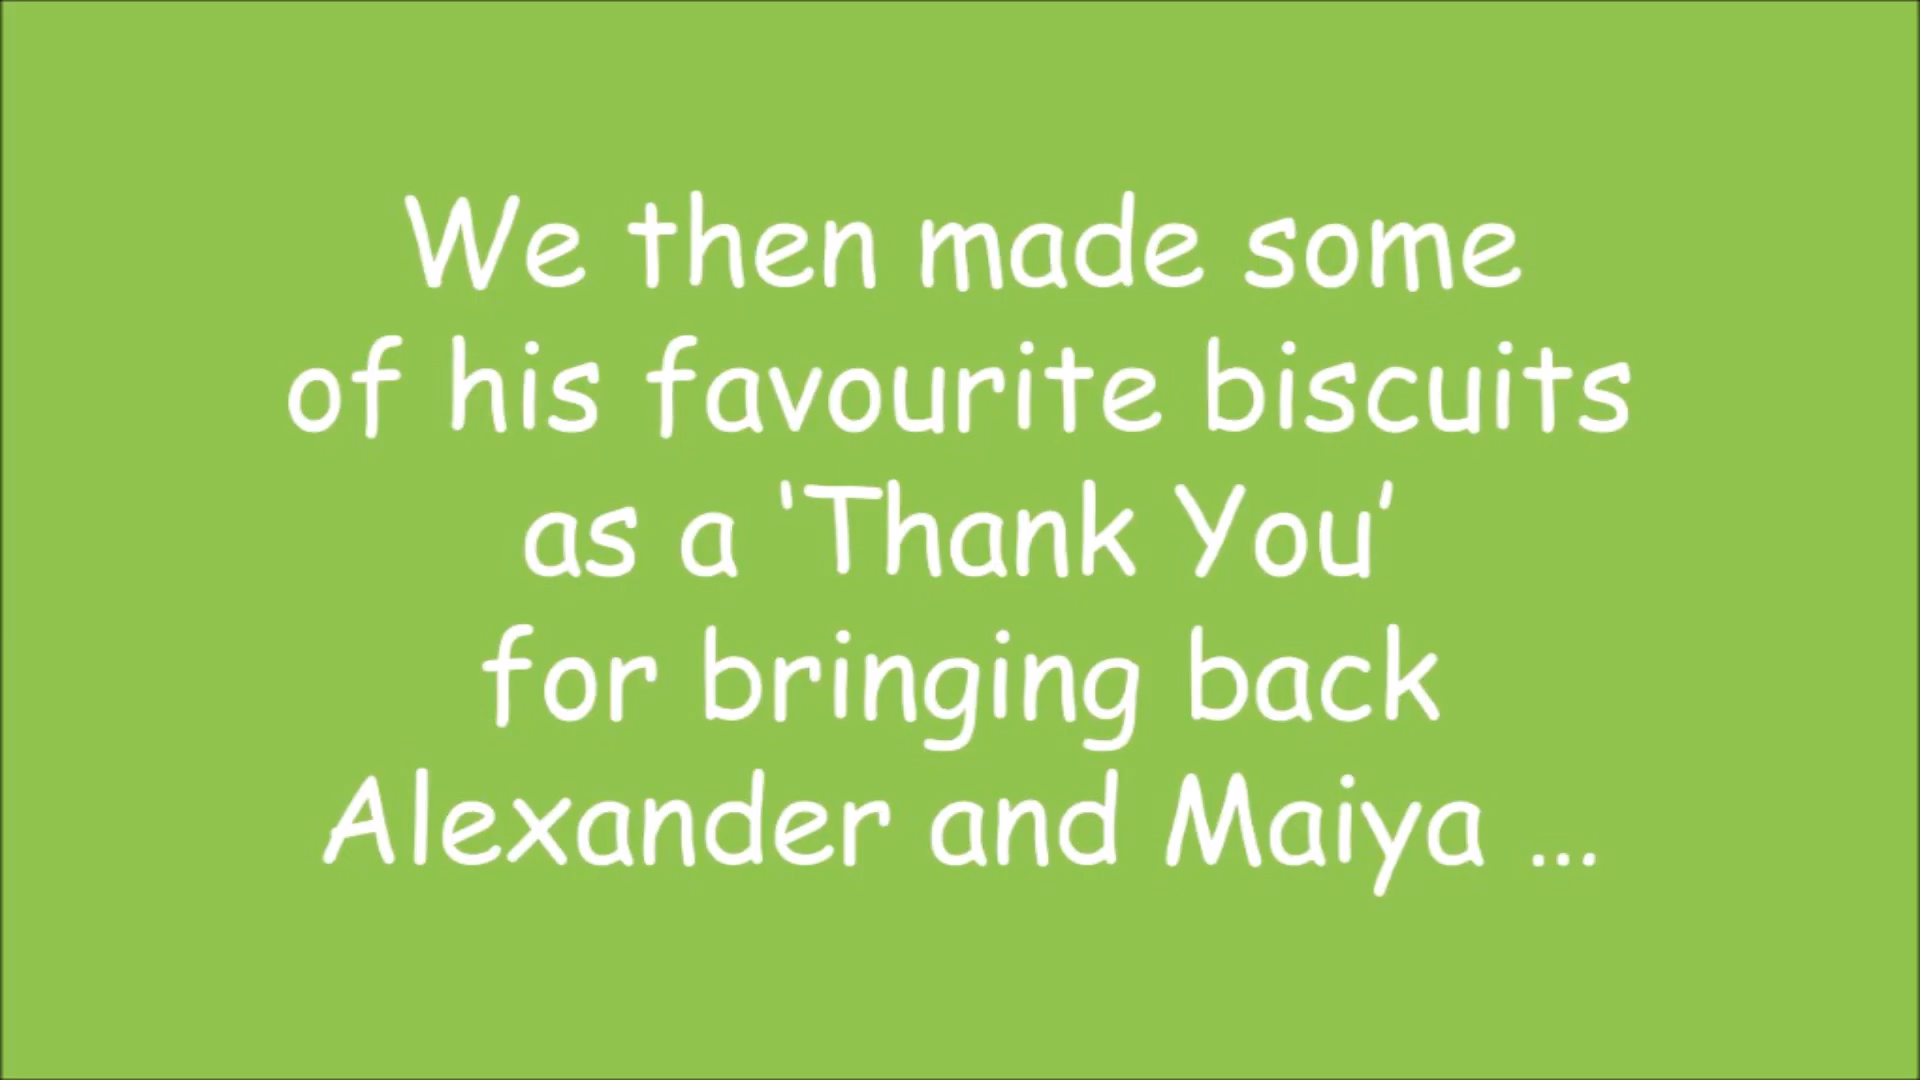 We then made some
of his favourite biscuits
as a ‘Thank You’
for bringing back
Alexander and Maiya ...